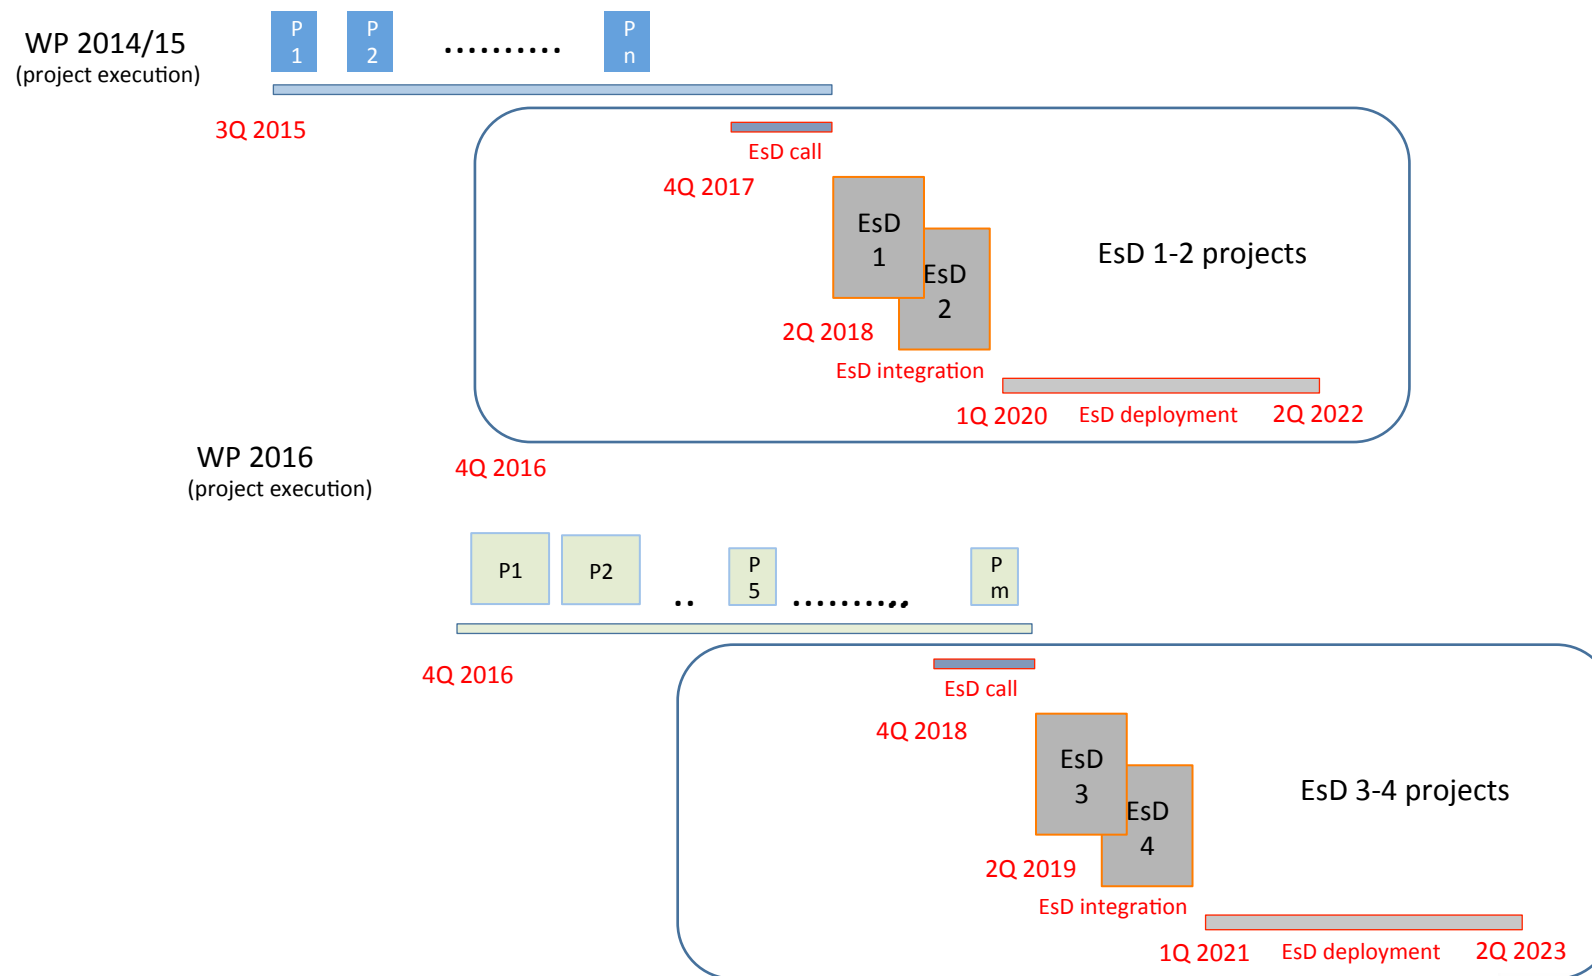 WP 2014/15
(project execution)
P
1
P
2
..........
P
n
3Q 2015
EsD call
4Q 2017
EsD
1
EsD
2
EsD 1-2 projects
2Q 2018
EsD integration
1Q 2020
EsD deployment
2Q 2022
WP 2016
(project execution)
4Q 2016
P1
P2
..
P
5
..........
P
m
4Q 2016
EsD call
4Q 2018
EsD
3
EsD
4
EsD 3-4 projects
2Q 2019
EsD integration
1Q 2021
EsD deployment
2Q 2023